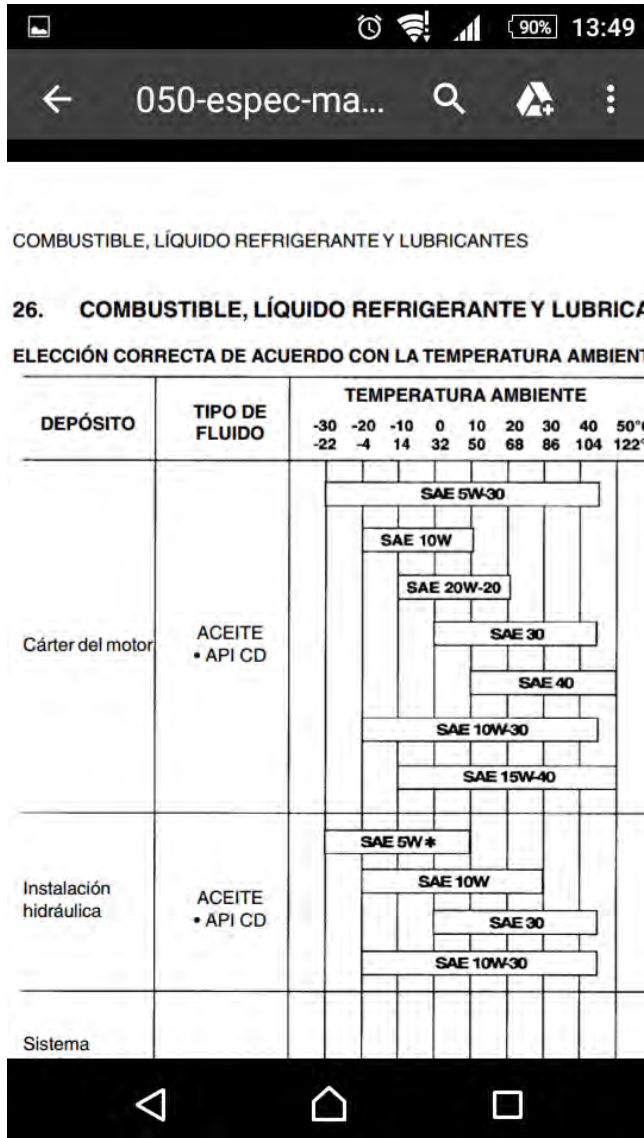 90% 13:49
050-espec-ma...
COMBUSTIBLE, LÍQUIDO REFRIGERANTE Y LUBRICANTES
26. COMBUSTIBLE, LÍQUIDO REFRIGERANTE Y LUBRICA
ELECCIÓN CORRECTA DE ACUERDO CON LA TEMPERATURA AMBIENT
DEPÓSITO
TIPO DE
FLUIDO
TEMPERATURA AMBIENTE
-30 -20 -10 0 10 20 30 40 50°
-22 -4 14 32 50 68 86 104 122°
Cárter del motor
ACEITE
• API CD
SAE 5W-30
SAE 10W
SAE 20W-20
SAE 30
SAE 40
SAE 10W-30
SAE 15W-40
Instalación
hidráulica
ACEITE
• API CD
SAE 5W*
SAE 10W
SAE 30
SAE 10W-30
Sistema